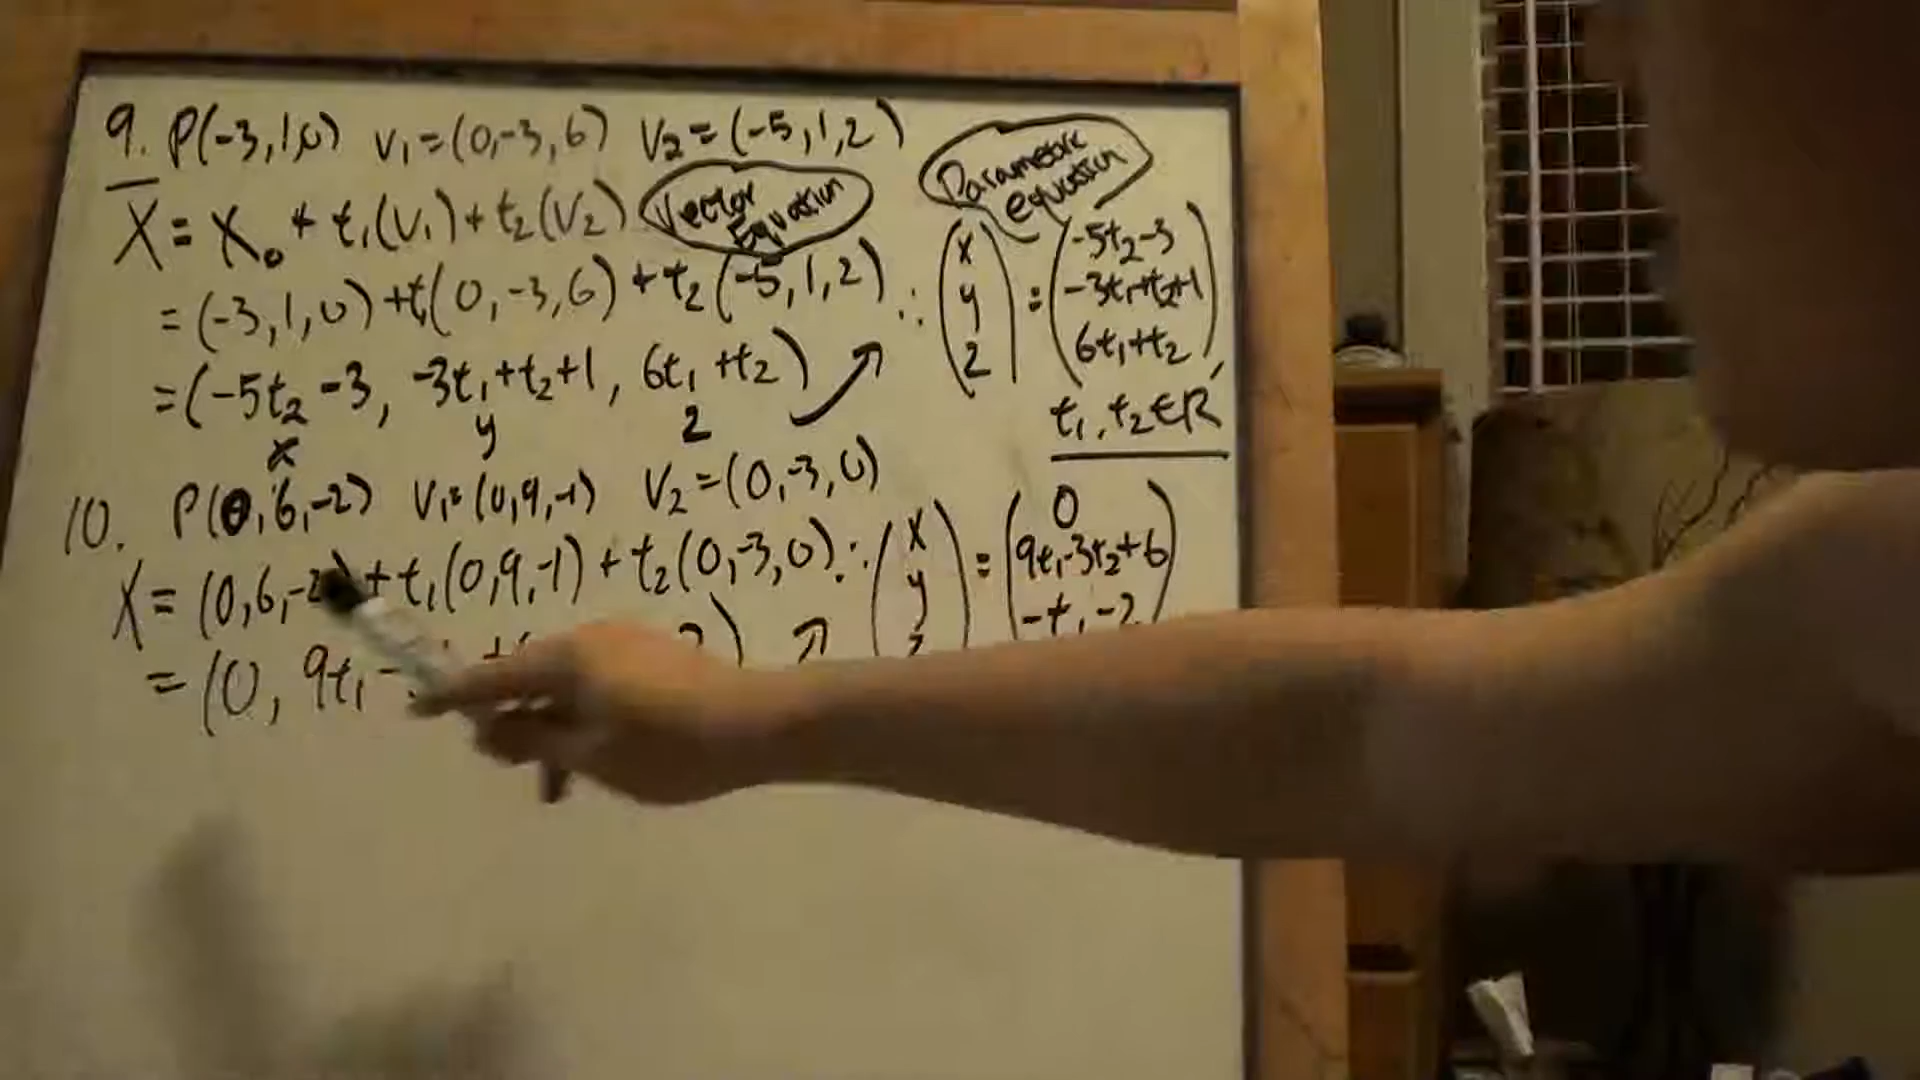 9. P(-3,1,0) V₁=(0,-3,6) V₂=(-5,1,2)
X = X₀ + t₁(V₁)+t₂(V₂)
Vector
Equation
= (-3,1,0)+t₁(0,-3,6)+t₂(-5,1,2)
= (-5t₂-3, -3t₁+t₂+1, 6t₁+t₂)
x y z
Parametric
equation
∴ (x y z) = (-5t₂-3
-3t₁+t₂+1
6t₁+t₂),
t₁, t₂ ∈ R
10. P(0,6,-2) V₁=(0,9,-1) V₂=(0,-3,0)
X = (0,6,-2)+t₁(0,9,-1)+t₂(0,-3,0)
= (0, 9t₁-
∴ (x y z) = (0
9t₁-3t₂+6
-t₁-2